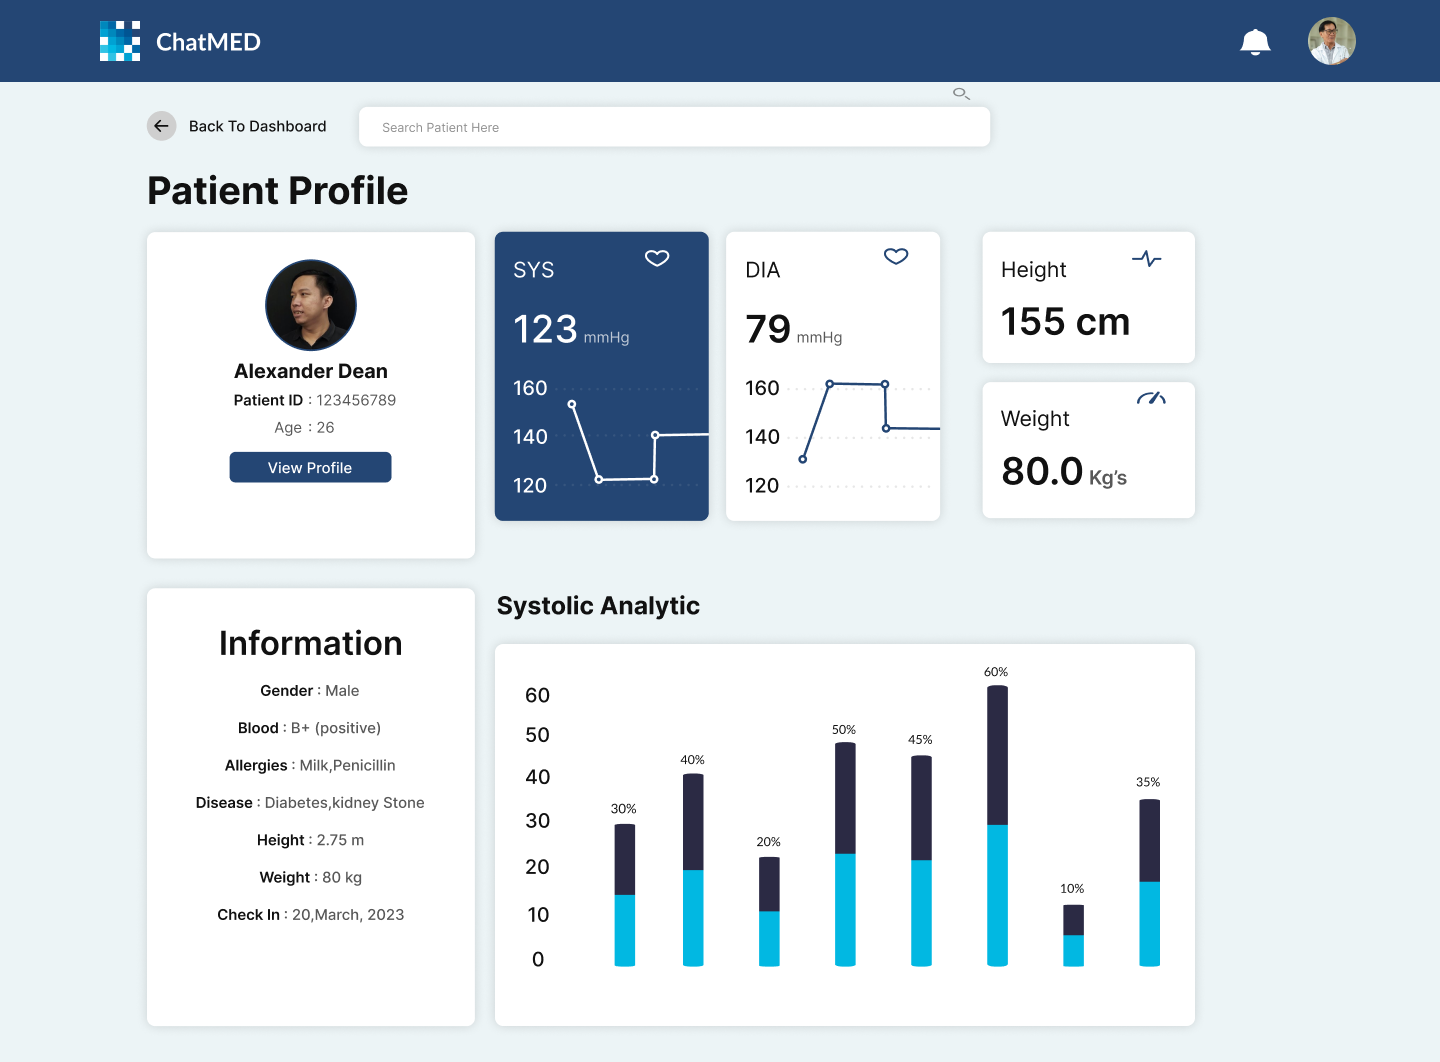 ChatMED
Back To Dashboard
Search Patient Here
Patient Profile
Alexander Dean
Patient ID : 123456789
Age : 26
View Profile
SYS
123 mmHg
160
140
120
DIA
79 mmHg
160
140
120
Height
155 cm
Weight
80.0 Kg’s
Information
Gender : Male
Blood : B+ (positive)
Allergies : Milk,Penicillin
Disease : Diabetes,kidney Stone
Height : 2.75 m
Weight : 80 kg
Check In : 20,March, 2023
Systolic Analytic
60
50
40
30
20
10
0
30%
40%
20%
50%
45%
60%
10%
35%